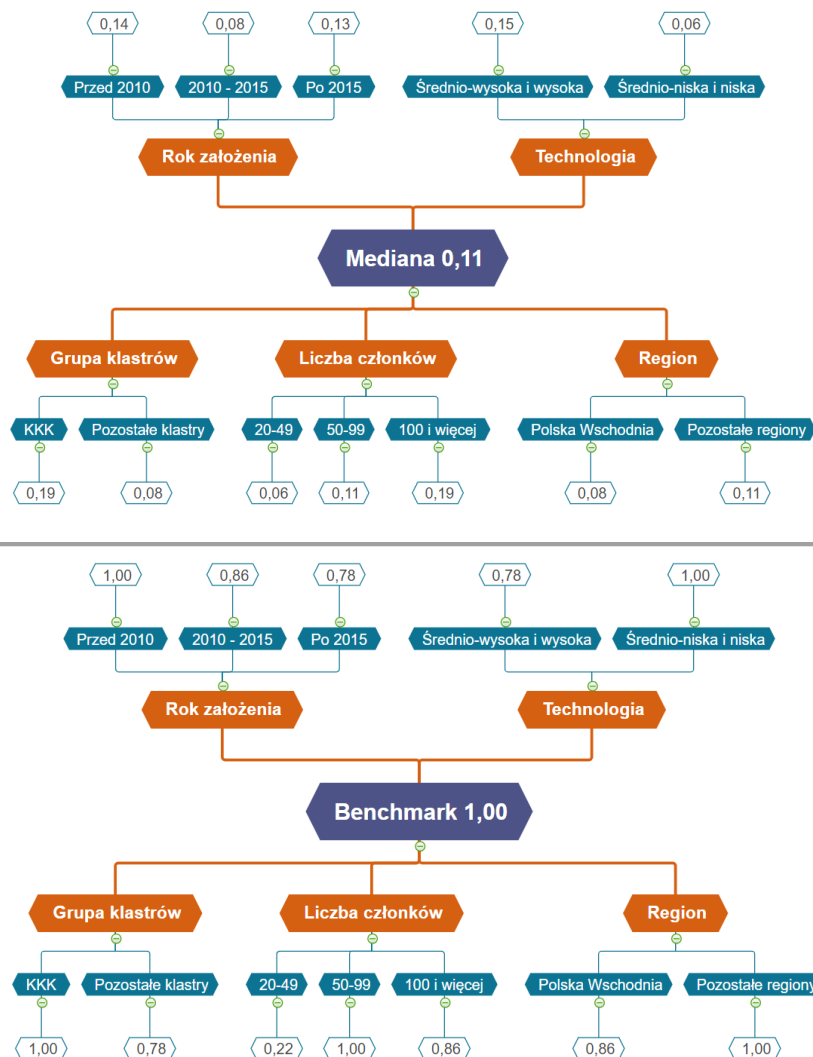 0,14 0,08 0,13 0,15 0,06
Przed 2010 2010 - 2015 Po 2015 Średnio-wysoka i wysoka Średnio-niska i niska
Rok założenia Technologia
Mediana 0,11
Grupa klastrów Liczba członków Region
KKK Pozostałe klastry 20-49 50-99 100 i więcej Polska Wschodnia Pozostałe regiony
0,19 0,08 0,06 0,11 0,19 0,08 0,11
1,00 0,86 0,78 0,78 1,00
Przed 2010 2010 - 2015 Po 2015 Średnio-wysoka i wysoka Średnio-niska i niska
Rok założenia Technologia
Benchmark 1,00
Grupa klastrów Liczba członków Region
KKK Pozostałe klastry 20-49 50-99 100 i więcej Polska Wschodnia Pozostałe regiony
1,00 0,78 0,22 1,00 0,86 0,86 1,00